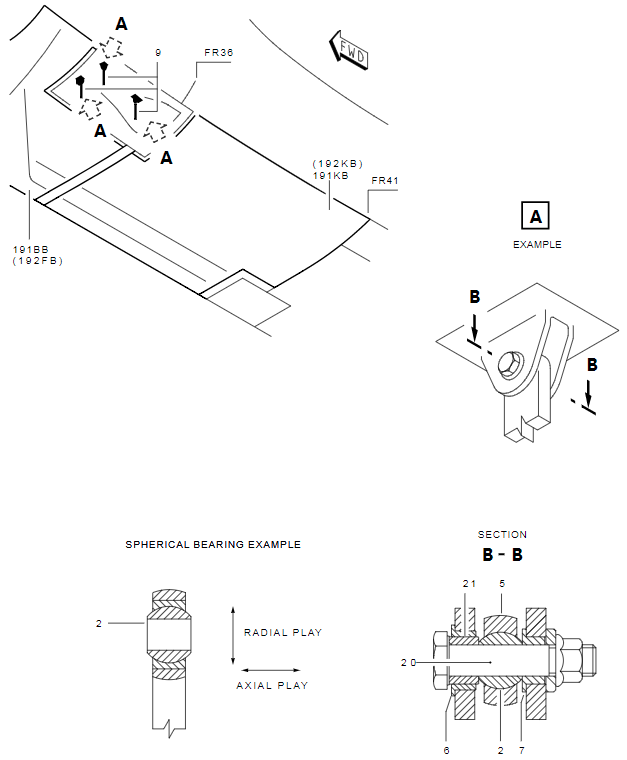 A
9
FR36
FWD
A
A
(192KB)
191KB
FR41
191BB
(192FB)
A
EXAMPLE
B
B
SPHERICAL BEARING EXAMPLE
2
RADIAL PLAY
AXIAL PLAY
SECTION
B - B
21
5
20
6
2
7